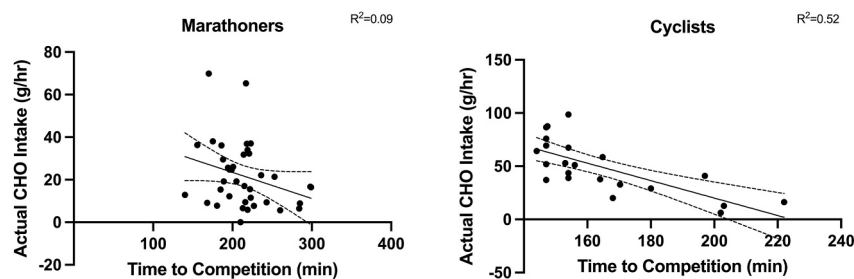 Marathoners
R²=0.09
Actual CHO Intake (g/hr)
80
60
40
20
0
-20
100
200
300
400
Time to Competition (min)
Cyclists
R²=0.52
Actual CHO Intake (g/hr)
150
100
50
0
-50
160
180
200
220
240
Time to Competition (min)